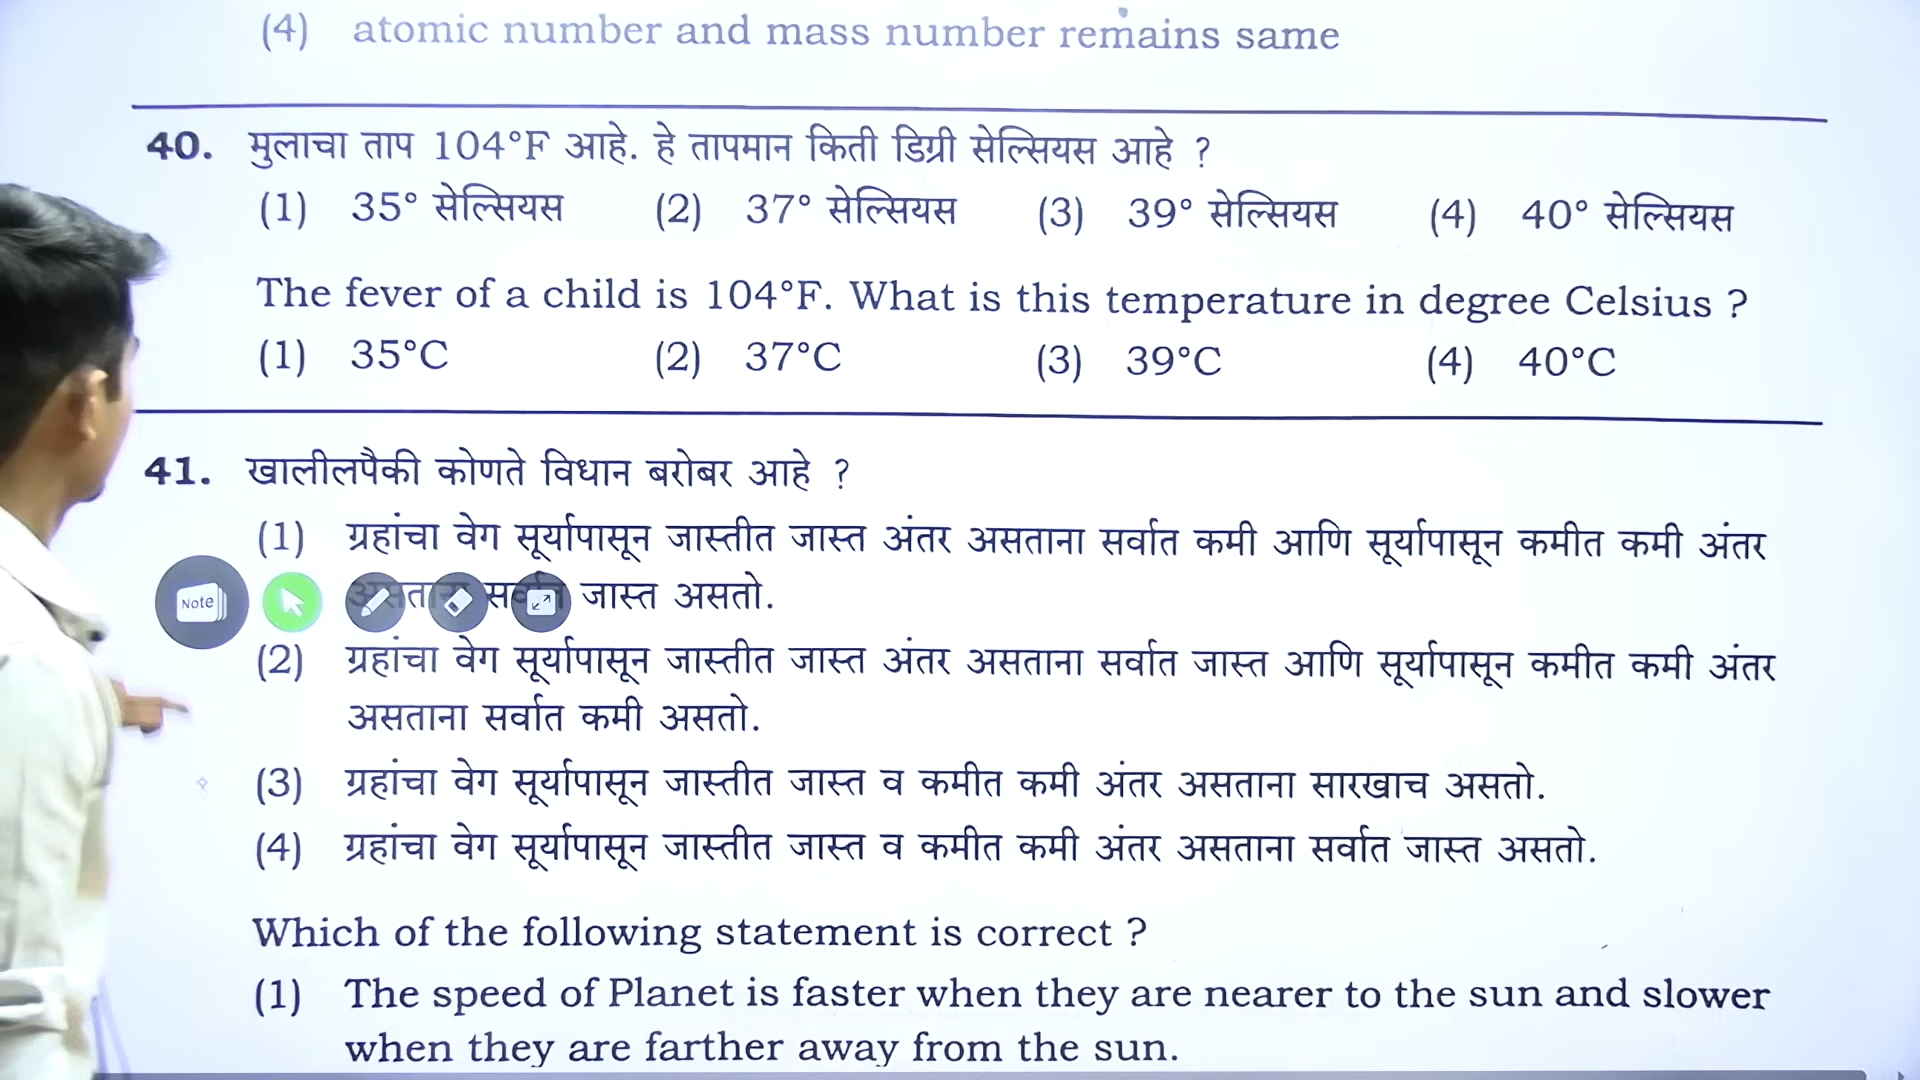 (4) atomic number and mass number remains same
40. मुलाचा ताप 104°F आहे. हे तापमान किती डिग्री सेल्सियस आहे ?
(1) 35° सेल्सियस (2) 37° सेल्सियस (3) 39° सेल्सियस (4) 40° सेल्सियस
The fever of a child is 104°F. What is this temperature in degree Celsius ?
(1) 35°C (2) 37°C (3) 39°C (4) 40°C
41. खालीलपैकी कोणते विधान बरोबर आहे ?
(1) ग्रहांचा वेग सूर्यापासून जास्तीत जास्त अंतर असताना सर्वात कमी आणि सूर्यापासून कमीत कमी अंतर
जास्त असतो.
Note
(2) ग्रहांचा वेग सूर्यापासून जास्तीत जास्त अंतर असताना सर्वात जास्त आणि सूर्यापासून कमीत कमी अंतर
असताना सर्वात कमी असतो.
(3) ग्रहांचा वेग सूर्यापासून जास्तीत जास्त व कमीत कमी अंतर असताना सारखाच असतो.
(4) ग्रहांचा वेग सूर्यापासून जास्तीत जास्त व कमीत कमी अंतर असताना सर्वात जास्त असतो.
Which of the following statement is correct ?
(1) The speed of Planet is faster when they are nearer to the sun and slower
when they are farther away from the sun.